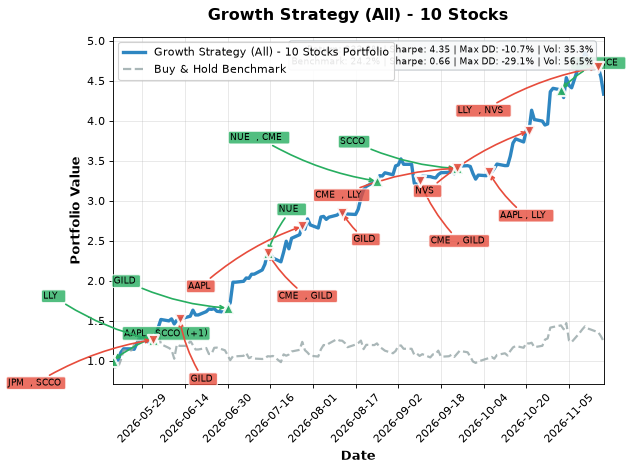 Growth Strategy (All) - 10 Stocks
Growth Strategy (All) - 10 Stocks Portfolio
Buy & Hold Benchmark
Sharpe: 4.35 | Max DD: -10.7% | Vol: 35.3%
Benchmark: 24.2% | Sharpe: 0.66 | Max DD: -29.1% | Vol: 56.5%
LLY , NVS
NUE , CME
SCCO
CME , LLY
NVS
NUE
AAPL , LLY
GILD
CME , GILD
LLY
GILD
AAPL
CME , GILD
AAPL , SCCO (+1)
JPM , SCCO
GILD
Portfolio Value
5.0
4.5
4.0
3.5
3.0
2.5
2.0
1.5
1.0
2026-05-29
2026-06-14
2026-06-30
2026-07-16
2026-08-01
2026-08-17
2026-09-02
2026-09-18
2026-10-04
2026-10-20
2026-11-05
Date